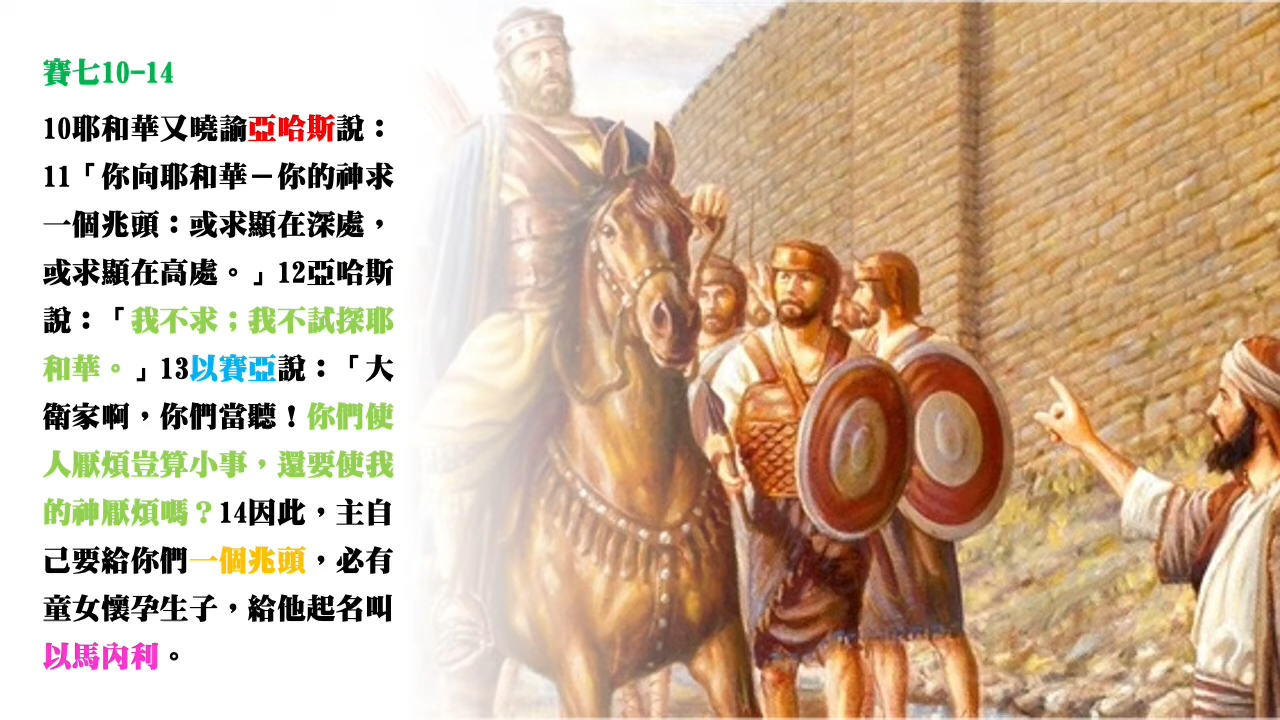 賽七10-14
10耶和華又曉諭亞哈斯說：
11「你向耶和華－你的神求
一個兆頭：或求顯在深處，
或求顯在高處。」12亞哈斯
說：「我不求；我不試探耶
和華。」13以賽亞說：「大
衛家啊，你們當聽！你們使
人厭煩豈算小事，還要使我
的神厭煩嗎？14因此，主自
己要給你們一個兆頭，必有
童女懷孕生子，給他起名叫
以馬內利。